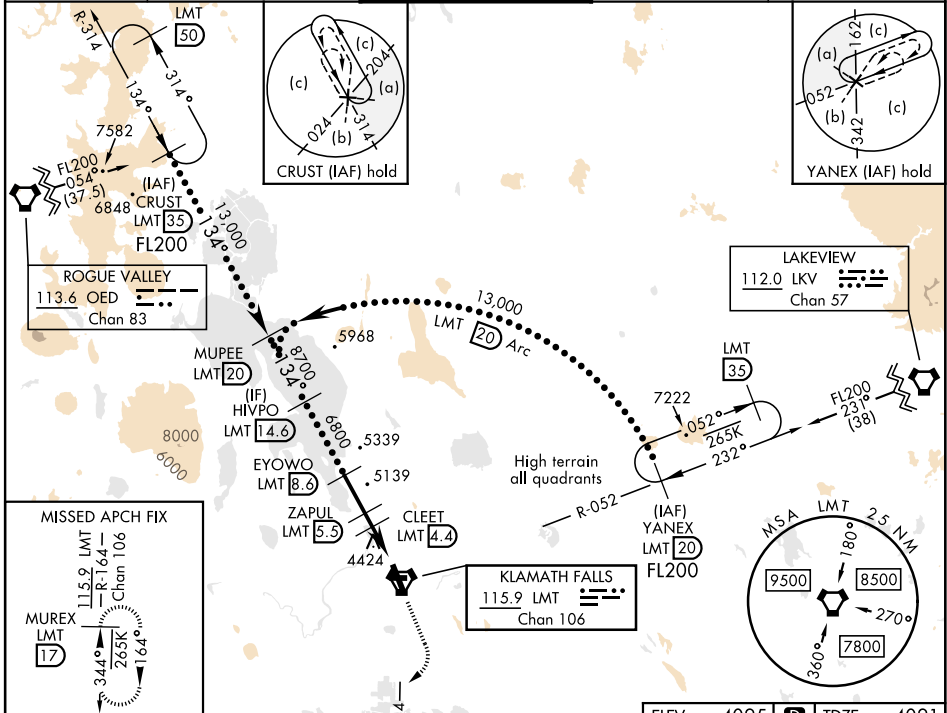 LMT
50
R-314
314°
134°
7582
FL200
054°
(37.5)
6848
(IAF)
CRUST
LMT 35
FL200
13,000
134°
(c)
204
(c)
(a)
024
(b)
314
CRUST (IAF) hold
162
(c)
(a)
052
(b)
(c)
342
YANEX (IAF) hold
ROGUE VALLEY
113.6 OED
Chan 83
LAKEVIEW
112.0 LKV
Chan 57
13,000
LMT 20 Arc
5968
MUPEE
LMT 20
8700
134°
(IF)
HIVPO
LMT 14.6
6800
LMT
35
7222
052°
265K
232°
FL200
231°
(38)
8000
6000
EYOWO
LMT 8.6
5339
5139
High terrain
all quadrants
R-052
(IAF)
YANEX
LMT 20
FL200
ZAPUL
LMT 5.5
CLEET
LMT 4.4
4424
MISSED APCH FIX
115.9 LMT
R-164
Chan 106
MUREX
LMT
17
344°
265K
164°
KLAMATH FALLS
115.9 LMT
Chan 106
MSA LMT 25 NM
180°
9500
8500
270°
7800
360°
4
ELEV 4095 D TDZE 4091